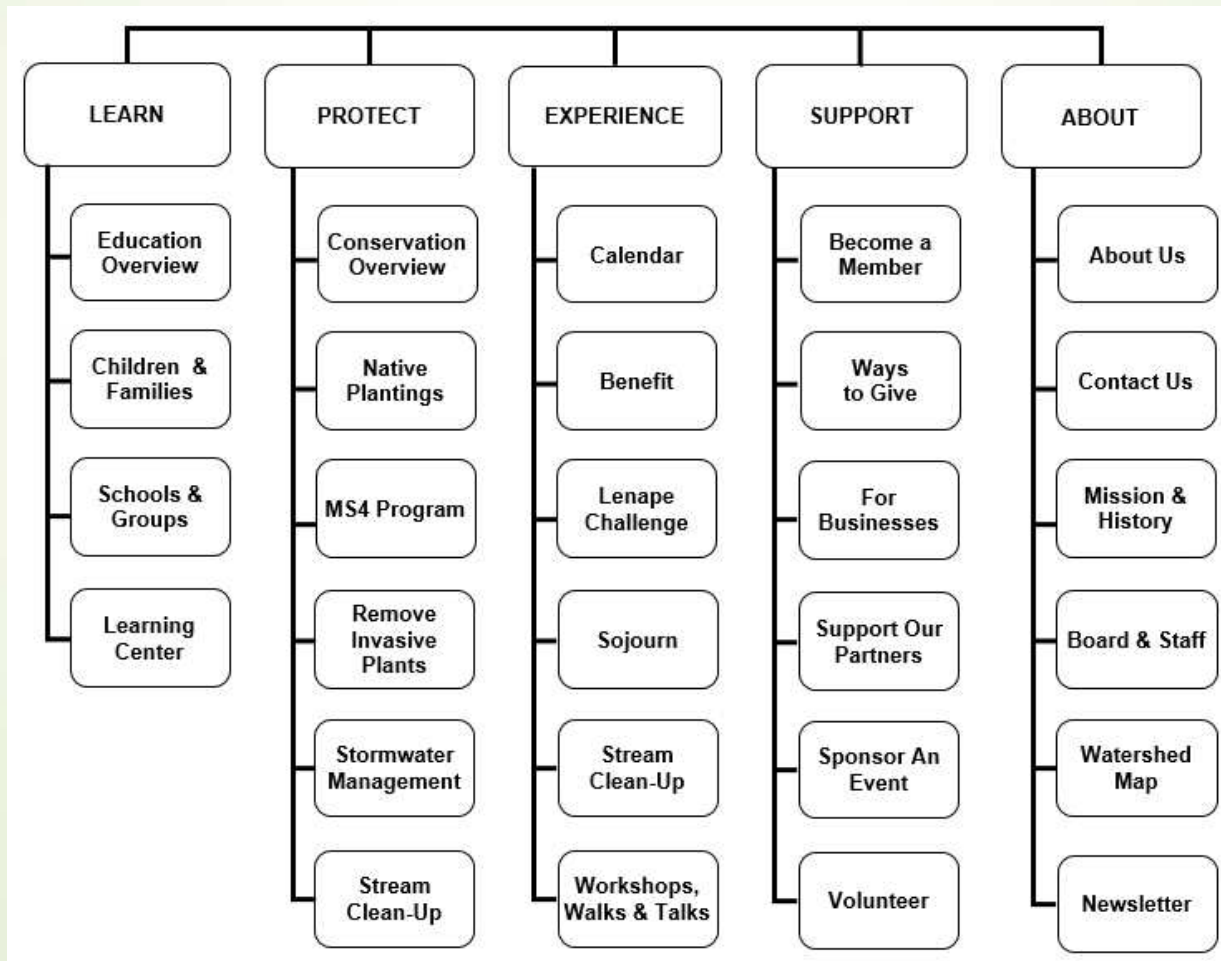 LEARN
PROTECT
EXPERIENCE
SUPPORT
ABOUT
Education
Overview
Children & 
Families
Schools &
Groups
Learning
Center
Conservation
Overview
Native
Plantings
MS4 Program
Remove
Invasive
Plants
Stormwater
Management
Stream
Clean-Up
Calendar
Benefit
Lenape
Challenge
Sojourn
Stream
Clean-Up
Workshops,
Walks & Talks
Become a
Member
Ways
to Give
For
Businesses
Support Our
Partners
Sponsor An
Event
Volunteer
About Us
Contact Us
Mission &
History
Board & Staff
Watershed
Map
Newsletter